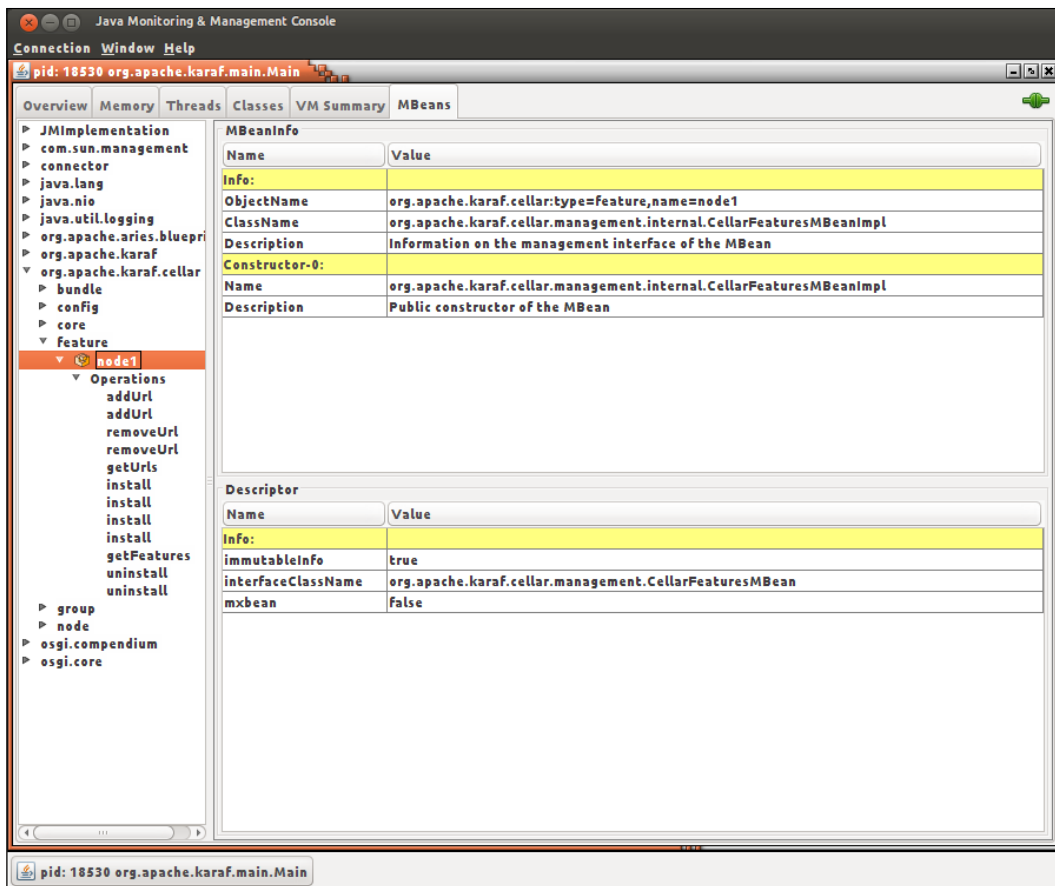 Java Monitoring & Management Console
Connection Window Help
pid: 18530 org.apache.karaf.main.Main
Overview Memory Threads Classes VM Summary MBeans
JMImplementation
com.sun.management
connector
java.lang
java.nio
java.util.logging
org.apache.aries.bluepri
org.apache.karaf
org.apache.karaf.cellar
bundle
config
core
feature
node1
Operations
addUrl
addUrl
removeUrl
removeUrl
getUrls
install
install
install
install
getFeatures
uninstall
uninstall
group
node
osgi.compendium
osgi.core
MBeanInfo
Name Value
Info:
ObjectName org.apache.karaf.cellar:type=feature,name=node1
ClassName org.apache.karaf.cellar.management.internal.CellarFeaturesMBeanImpl
Description Information on the management interface of the MBean
Constructor-0:
Name org.apache.karaf.cellar.management.internal.CellarFeaturesMBeanImpl
Description Public constructor of the MBean
Descriptor
Name Value
Info:
immutableInfo true
interfaceClassName org.apache.karaf.cellar.management.CellarFeaturesMBean
mxbean false
pid: 18530 org.apache.karaf.main.Main